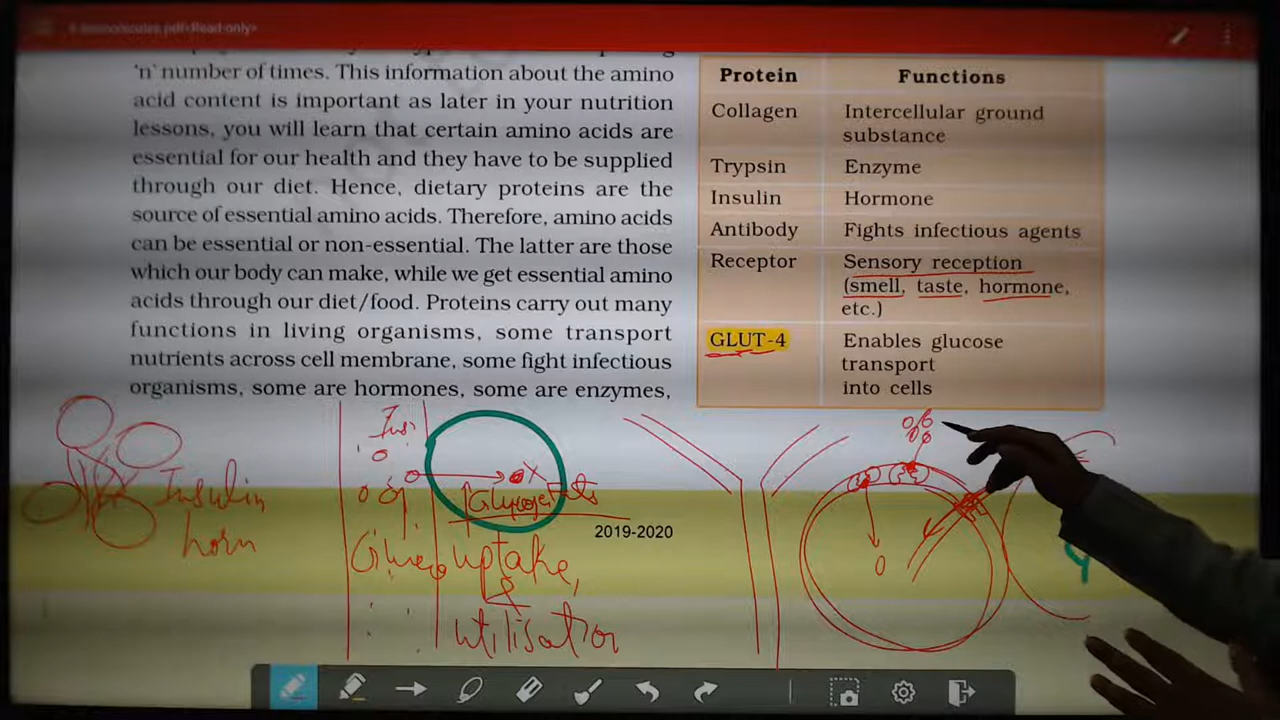 'n' number of times. This information about the amino
acid content is important as later in your nutrition
lessons, you will learn that certain amino acids are
essential for our health and they have to be supplied
through our diet. Hence, dietary proteins are the
source of essential amino acids. Therefore, amino acids
can be essential or non-essential. The latter are those
which our body can make, while we get essential amino
acids through our diet/food. Proteins carry out many
functions in living organisms, some transport
nutrients across cell membrane, some fight infectious
organisms, some are hormones, some are enzymes,
Protein Functions
Collagen Intercellular ground
substance
Trypsin Enzyme
Insulin Hormone
Antibody Fights infectious agents
Receptor Sensory reception
(smell, taste, hormone,
etc.)
GLUT-4 Enables glucose
transport
into cells
Insulin
horn
uptake,
&
utilisation
2019-2020